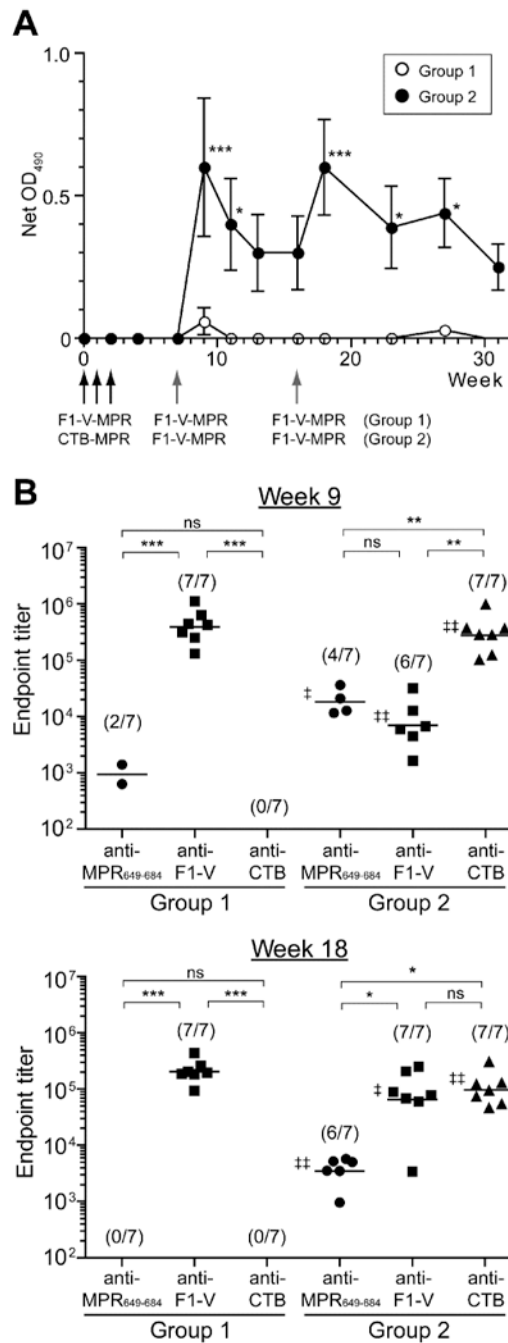 A
1.0
0.5
0
Net OD490
Group 1
Group 2
***
*
***
*
*
0 10 20 30
Week
F1-V-MPR F1-V-MPR F1-V-MPR (Group 1)
CTB-MPR F1-V-MPR F1-V-MPR (Group 2)
B
Week 9
ns **
*** *** ns **
10^7
10^6
10^5
10^4
10^3
10^2
Endpoint titer
(2/7) (7/7) (0/7) (4/7) (6/7) (7/7)
‡ ‡‡ ‡‡
anti- anti- anti- anti- anti- anti-
MPR649-684 F1-V CTB MPR649-684 F1-V CTB
Group 1 Group 2
Week 18
ns *
*** *** * ns
10^7
10^6
10^5
10^4
10^3
10^2
Endpoint titer
(0/7) (7/7) (0/7) (6/7) (7/7) (7/7)
‡‡ ‡ ‡‡
anti- anti- anti- anti- anti- anti-
MPR649-684 F1-V CTB MPR649-684 F1-V CTB
Group 1 Group 2